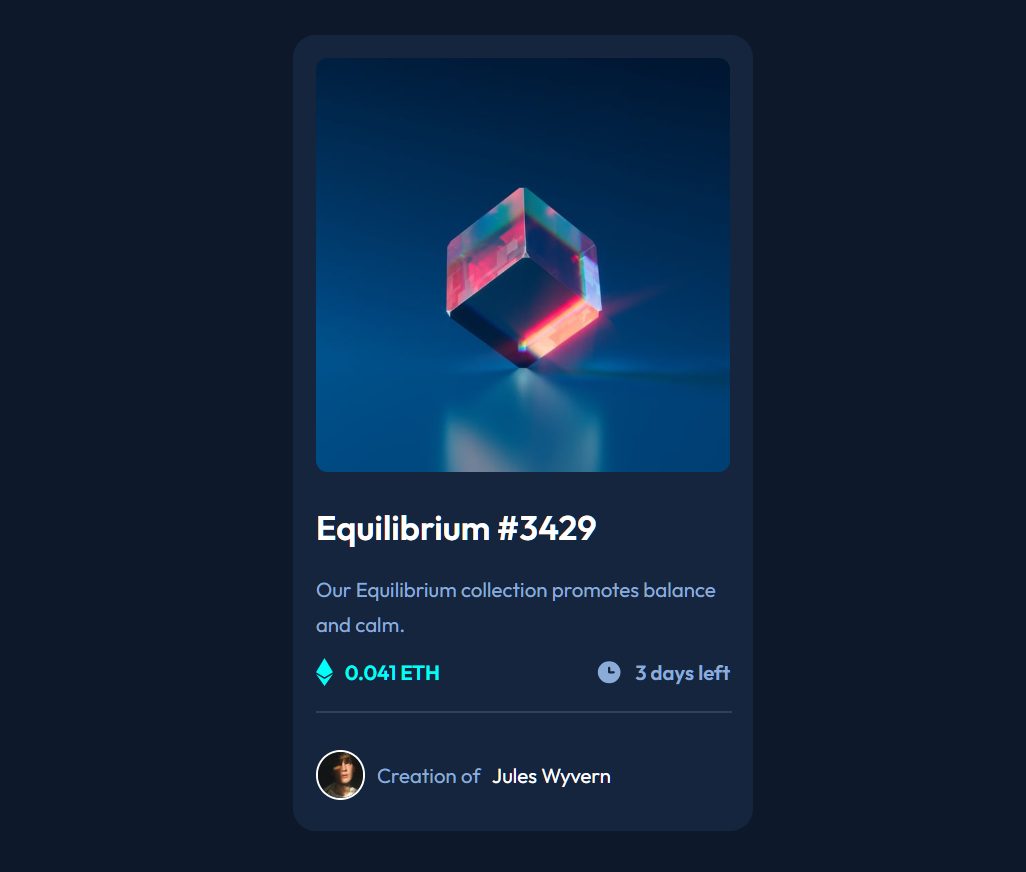 Equilibrium #3429
Our Equilibrium collection promotes balance
and calm.
0.041 ETH
3 days left
Creation of Jules Wyvern